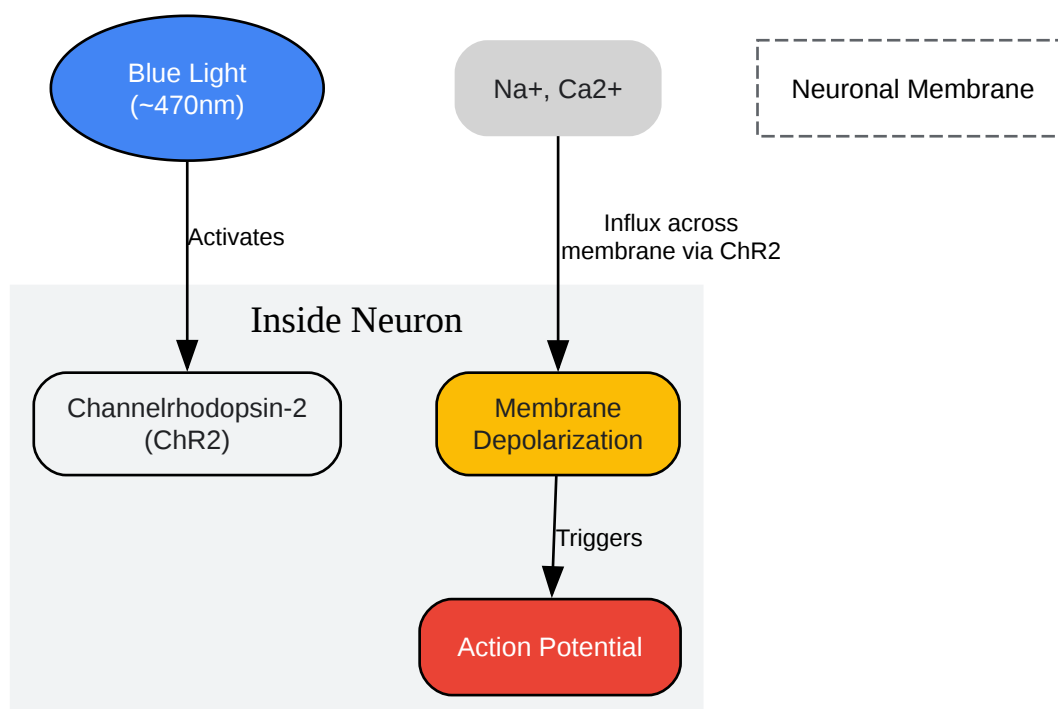 Blue Light
(~470nm)
Na+, Ca2+
Neuronal Membrane
Activates
Influx across
membrane via ChR2
Inside Neuron
Channelrhodopsin-2
(ChR2)
Membrane
Depolarization
Triggers
Action Potential